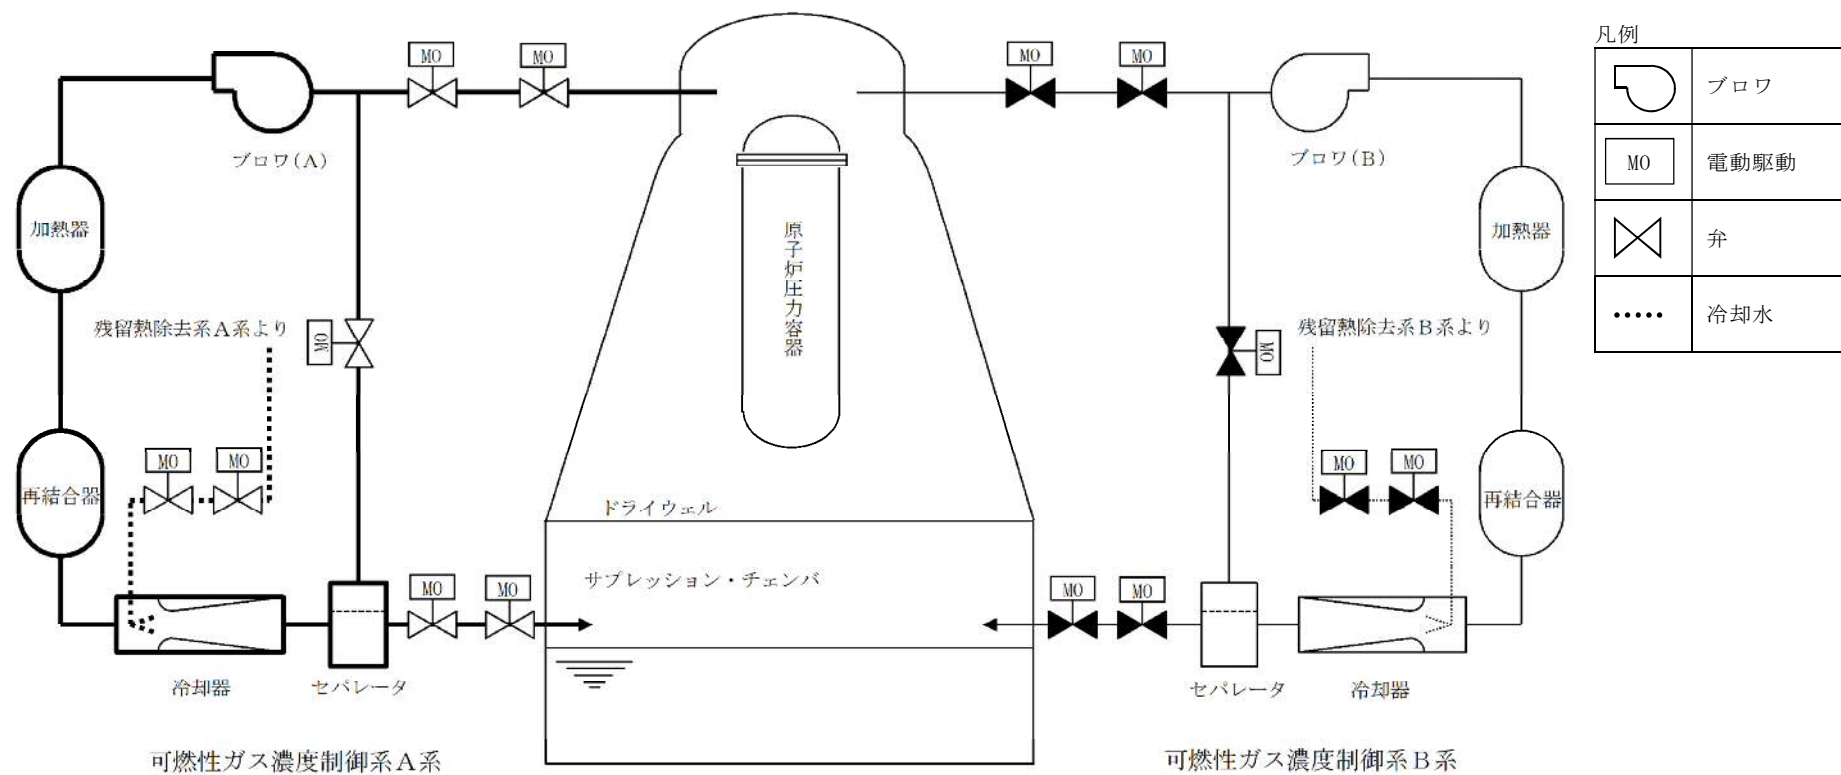 凡例
MO
MO
MO
MO
ブロワ
ブロワ(A)
ブロワ(B)
MO
電動駆動
加熱器
原子炉圧力容器
加熱器
弁
残留熱除去系A系より
残留熱除去系B系より
冷却水
MO
MO
MO
MO
MO
MO
再結合器
再結合器
ドライウェル
サプレッション・チェンバ
MO
MO
MO
MO
冷却器
セパレータ
セパレータ
冷却器
可燃性ガス濃度制御系A系
可燃性ガス濃度制御系B系